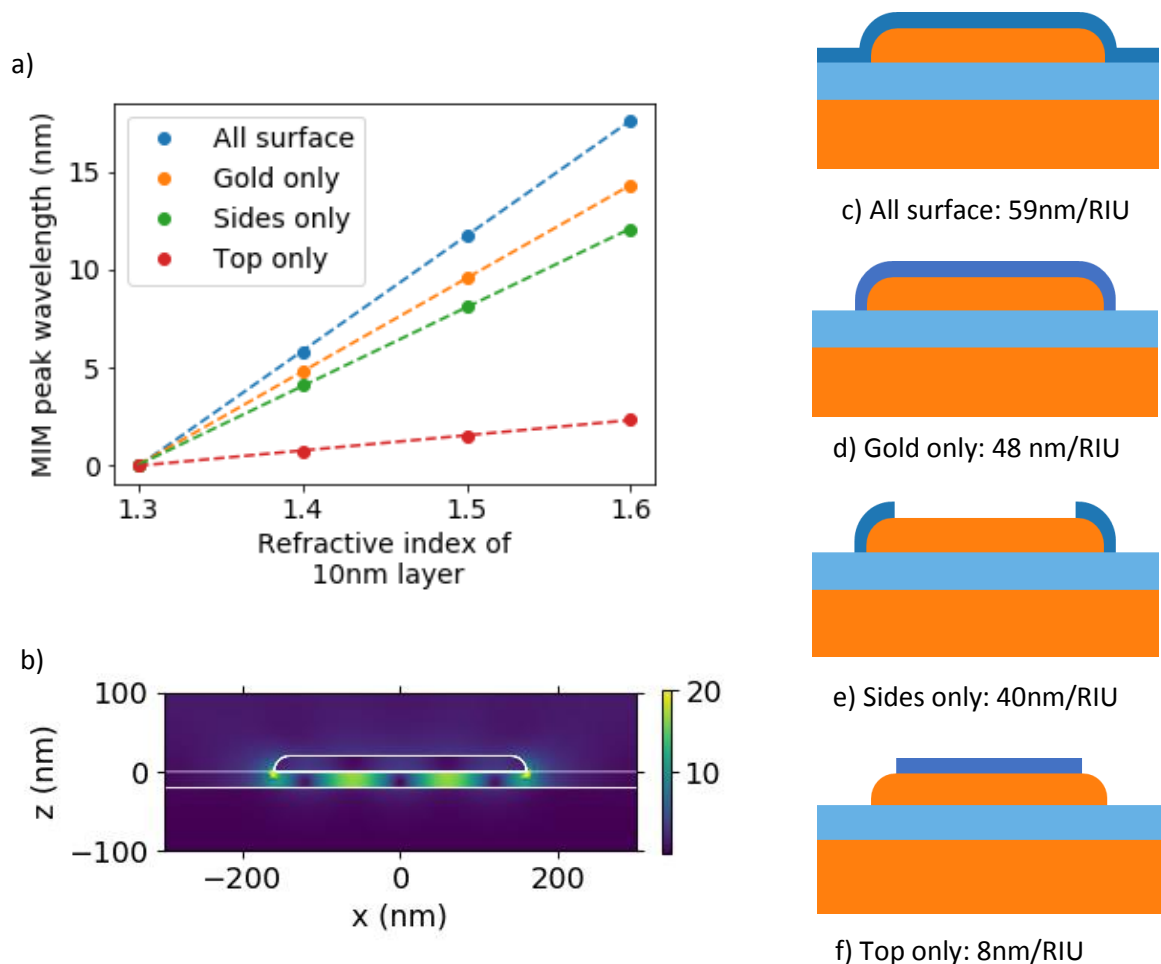 a)
MIM peak wavelength (nm)
15
10
5
0
All surface
Gold only
Sides only
Top only
1.3 1.4 1.5 1.6
Refractive index of
10nm layer
b)
z (nm)
100
0
−100
−200 0 200
x (nm)
20
10
c) All surface: 59nm/RIU
d) Gold only: 48 nm/RIU
e) Sides only: 40nm/RIU
f) Top only: 8nm/RIU